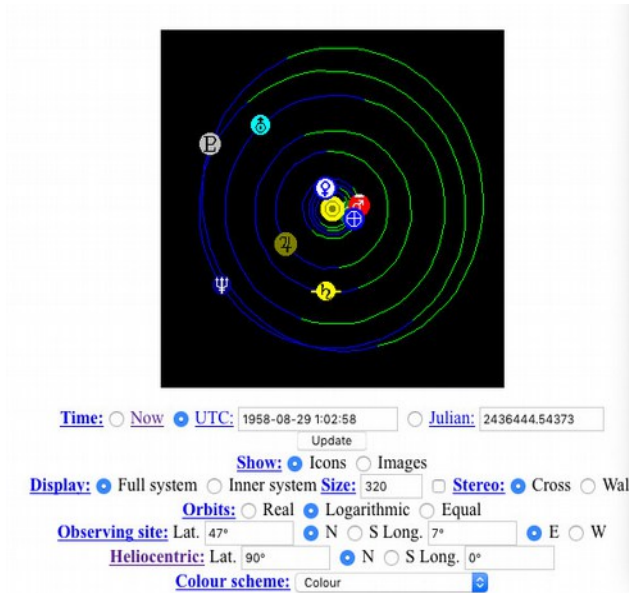 Time: Now UTC: 1958-08-29 1:02:58 Julian: 2436444.54373
Update
Show: Icons Images
Display: Full system Inner system Size: 320 Stereo: Cross Wal
Orbits: Real Logarithmic Equal
Observing site: Lat. 47° N S Long. 7° E W
Heliocentric: Lat. 90° N S Long. 0°
Colour scheme: Colour